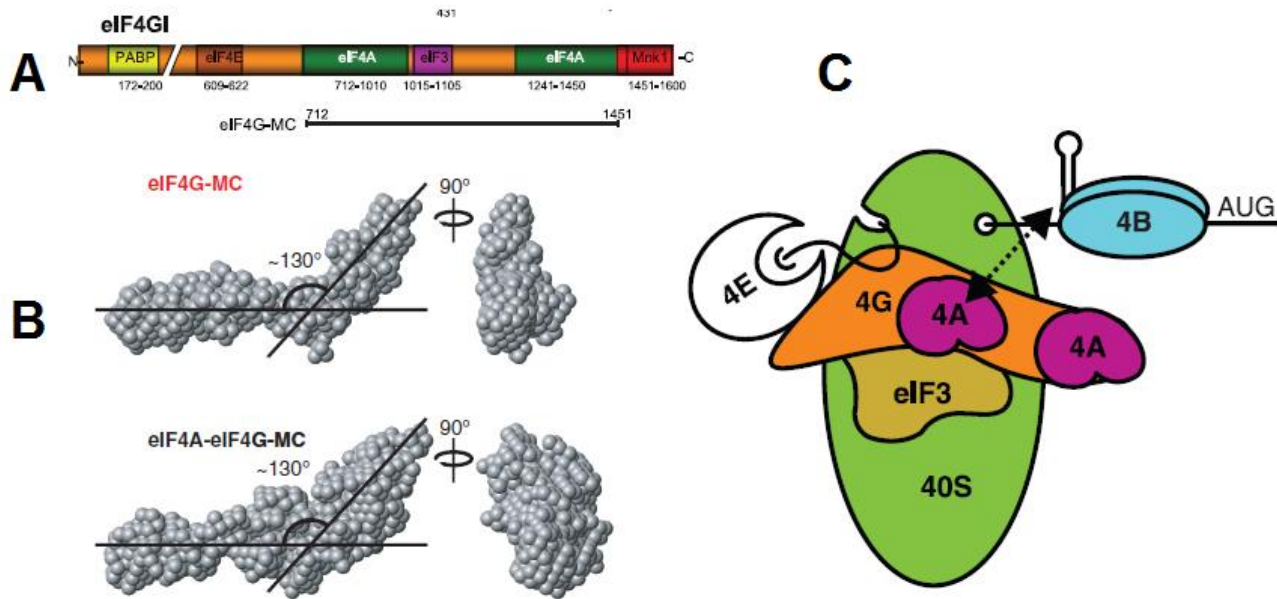 431
eIF4GI
A
N-
PABP
eIF4E
eIF4A
eIF3
eIF4A
Mnk1
-C
172-200
609-622
712-1010
1015-1105
1241-1450
1451-1600
eIF4G-MC
712
1451
B
eIF4G-MC
~130°
90°
eIF4A-eIF4G-MC
~130°
90°
C
4E
4G
4A
4A
eIF3
40S
4B
AUG